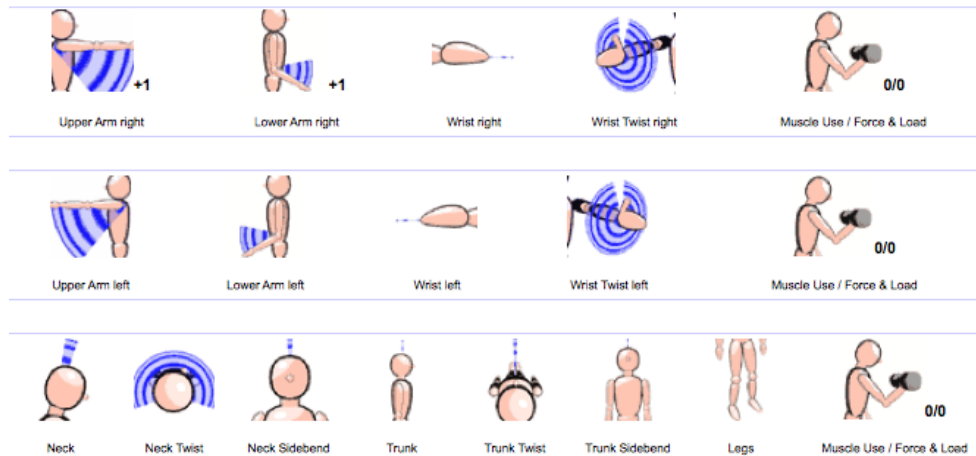 +1
+1
0/0
Upper Arm right
Lower Arm right
Wrist right
Wrist Twist right
Muscle Use / Force & Load
0/0
Upper Arm left
Lower Arm left
Wrist left
Wrist Twist left
Muscle Use / Force & Load
0/0
Neck
Neck Twist
Neck Sidebend
Trunk
Trunk Twist
Trunk Sidebend
Legs
Muscle Use / Force & Load